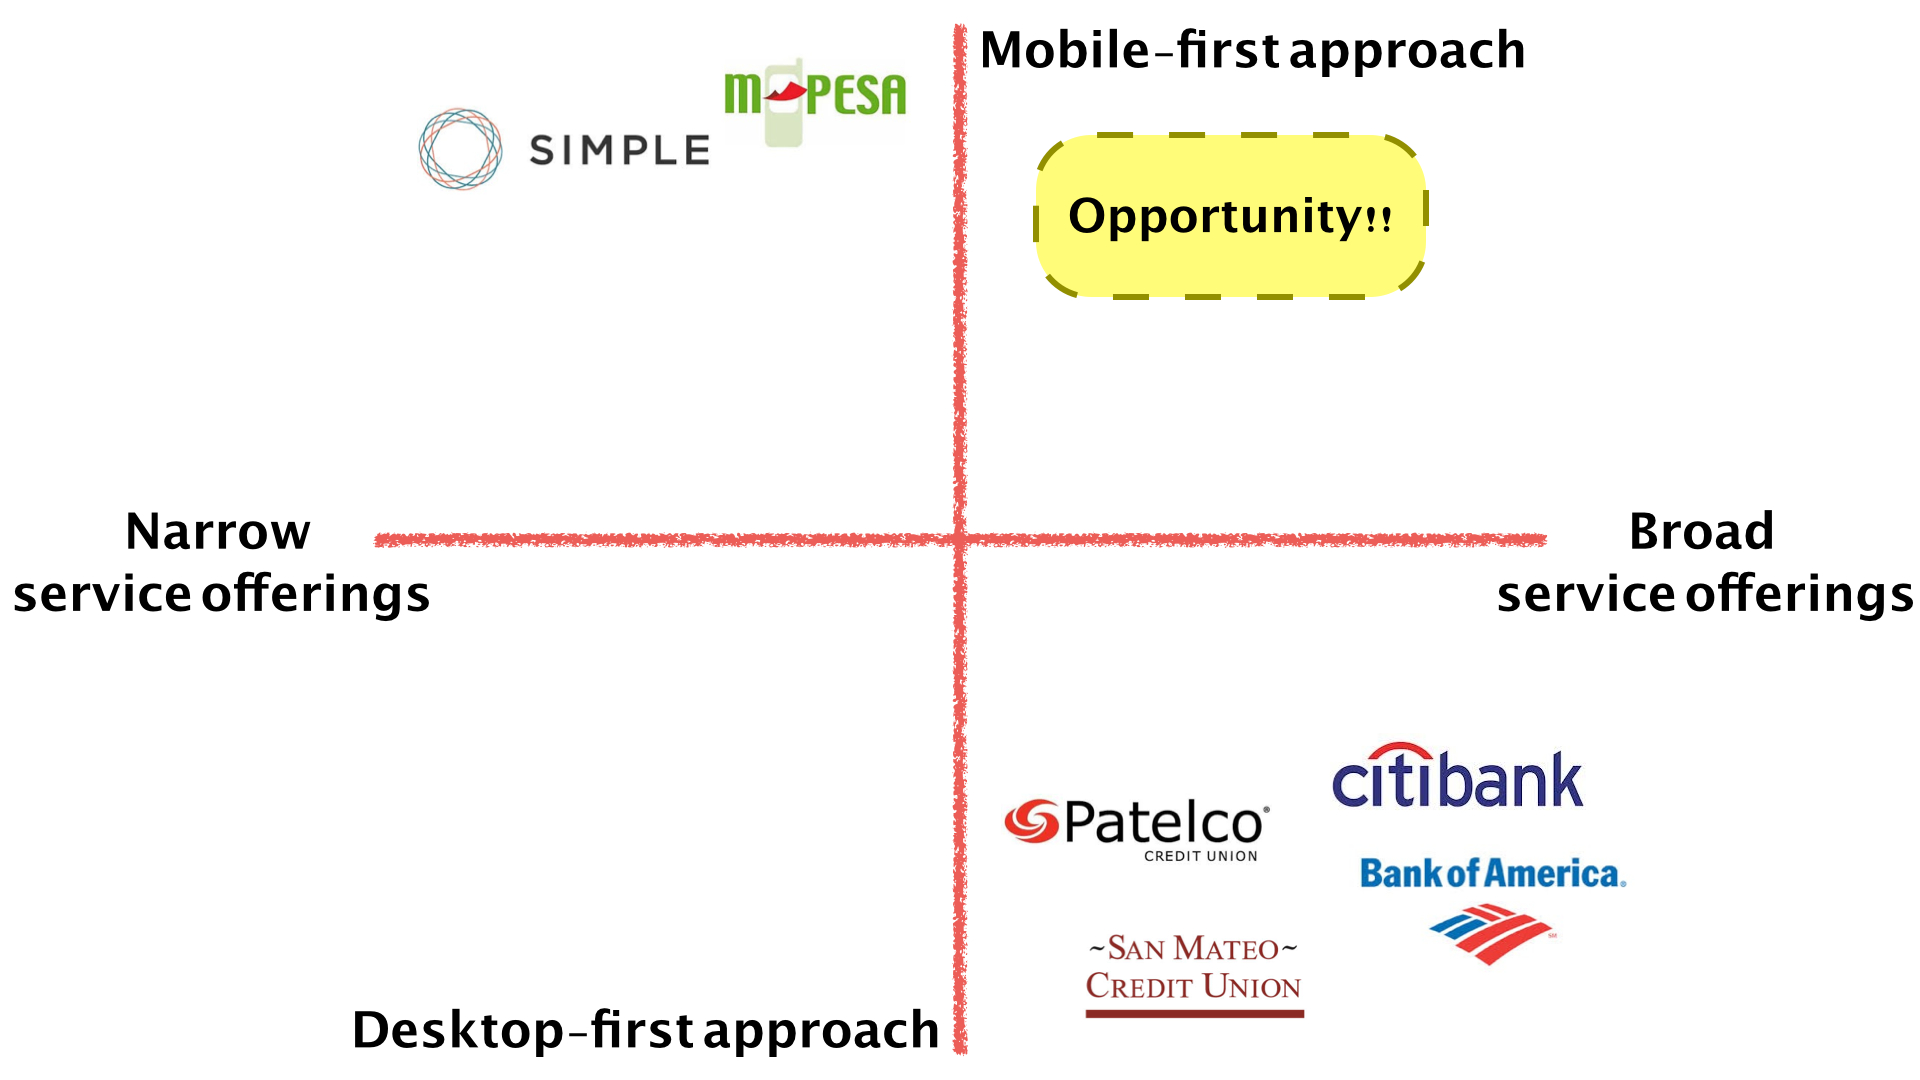 Mobile-first approach
M-PESA
SIMPLE
Opportunity!!
Narrow
service offerings
Broad
service offerings
citibank
Patelco®
CREDIT UNION
Bank of America®
SM
~SAN MATEO~
CREDIT UNION
Desktop-first approach